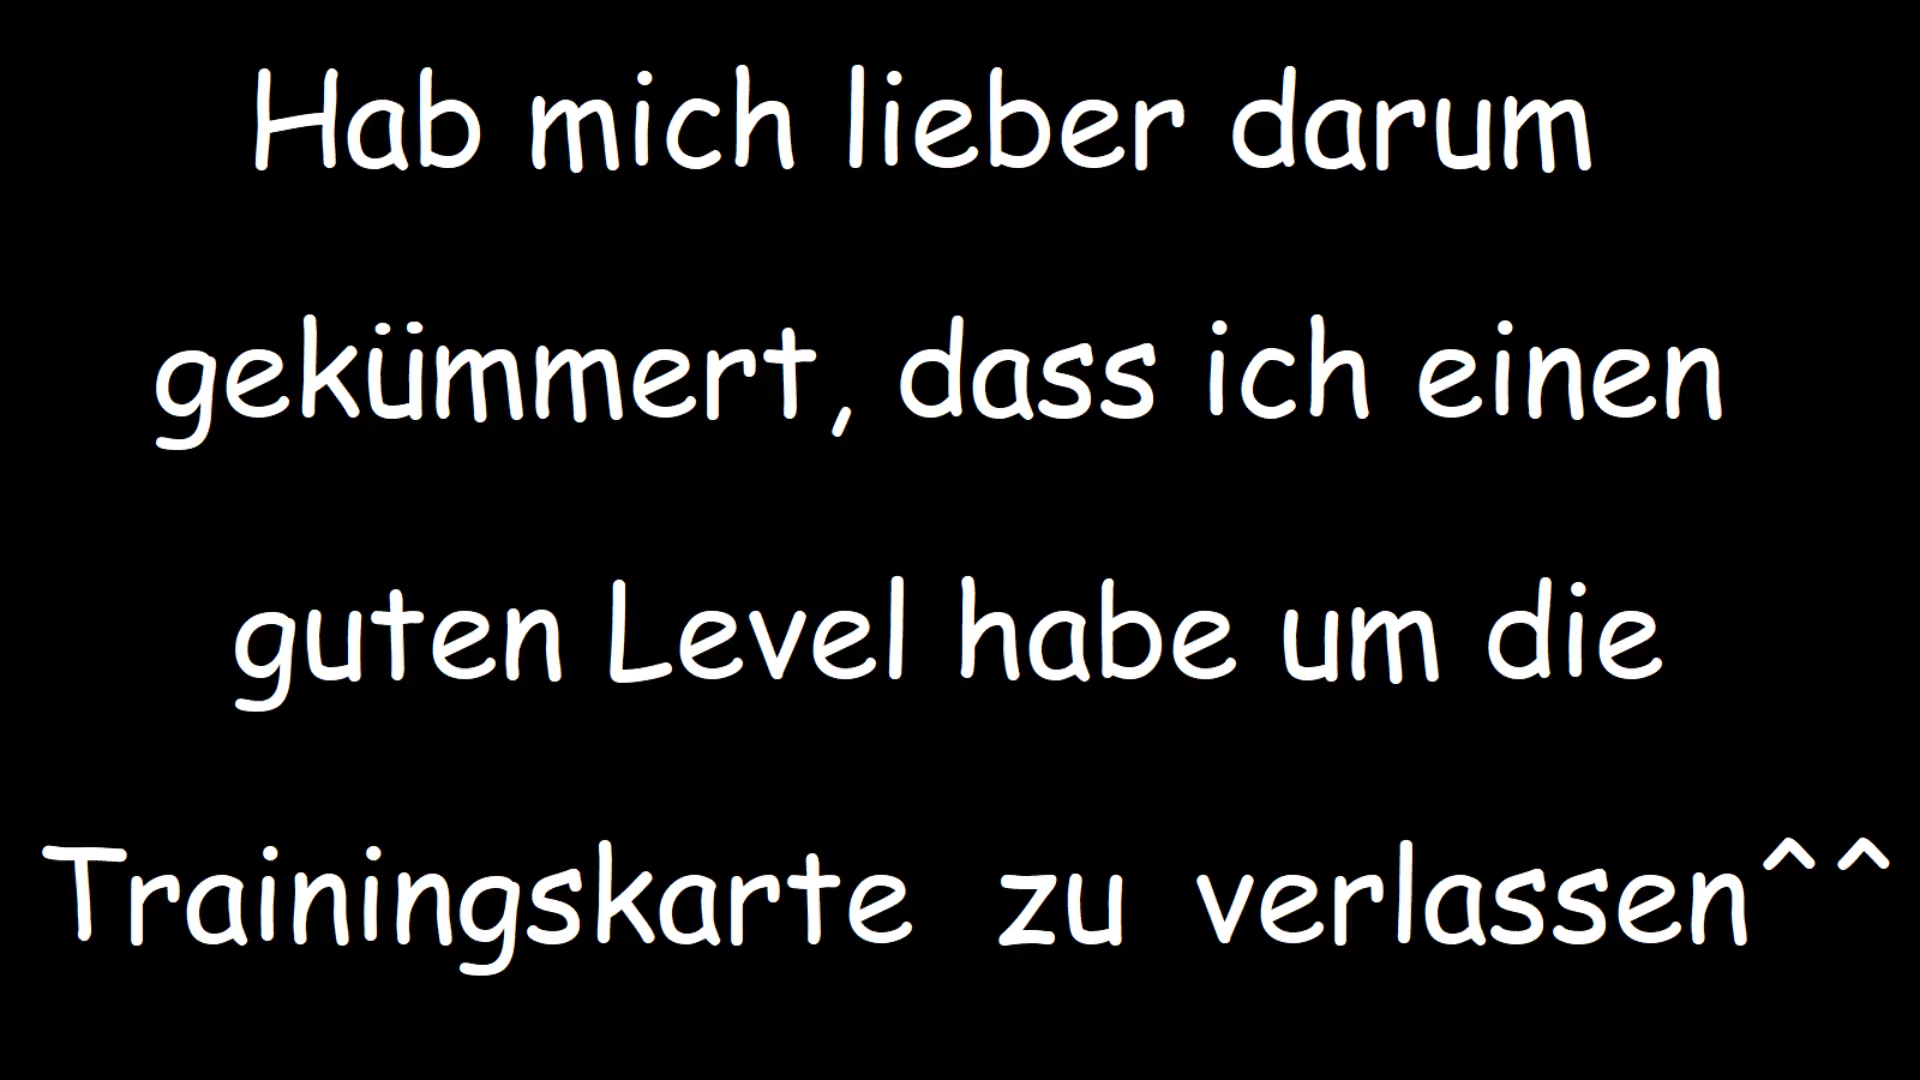 Hab mich lieber darum
gekümmert, dass ich einen
guten Level habe um die
Trainingskarte zu verlassen^^